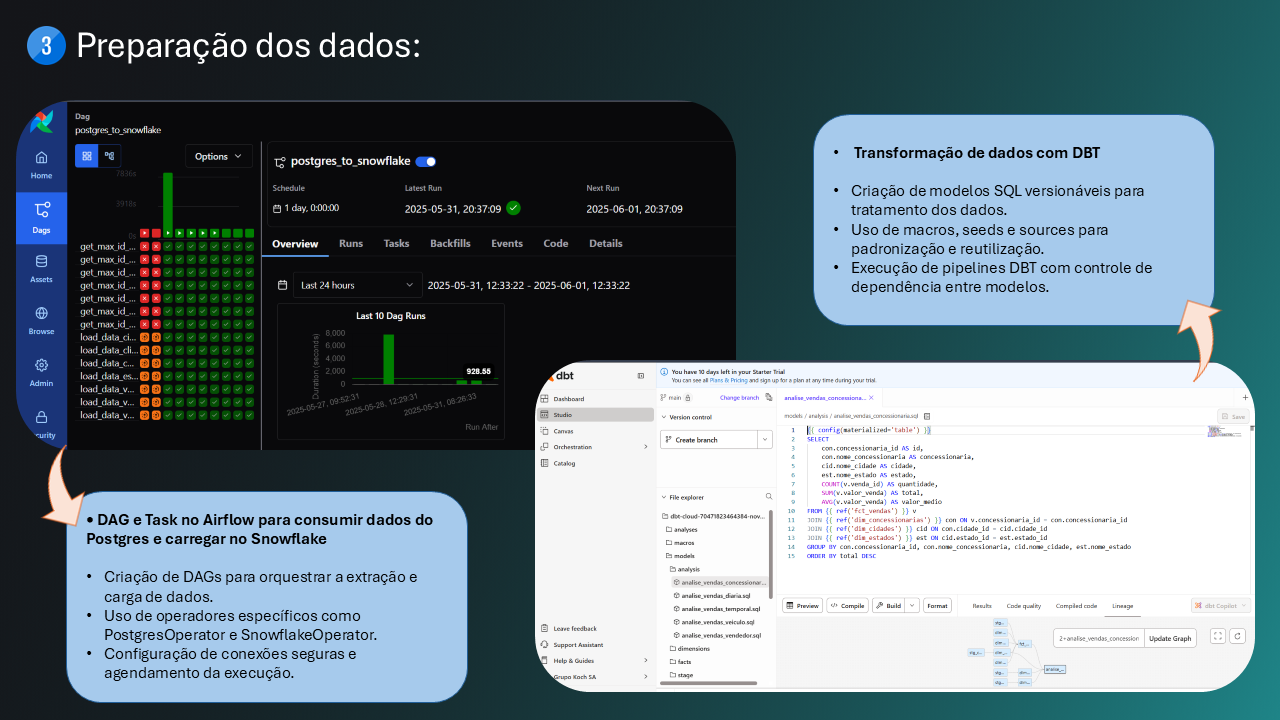 3 Preparação dos dados:
Dag
postgres_to_snowflake
Options
7836s
3918s
0s
Home
Dags
Assets
Browse
Admin
curity
get_max_id_...
get_max_id_...
get_max_id_...
get_max_id_...
get_max_id_...
get_max_id_...
get_max_id_...
load_data_ci...
load_data_cli...
load_data_c...
load_data_es...
load_data_v...
load_data_v...
load_data_v...
postgres_to_snowflake
Schedule Latest Run Next Run
1 day, 0:00:00 2025-05-31, 20:37:09 2025-06-01, 20:37:09
Overview Runs Tasks Backfills Events Code Details
Last 24 hours 2025-05-31, 12:33:22 - 2025-06-01, 12:33:22
Last 10 Dag Runs
Duration (seconds)
8,000
6,000
4,000
2,000
0
928.55
2025-05-27, 09:52:31
2025-05-28, 12:29:31
2025-05-31, 08:26:33
Run After
• Transformação de dados com DBT
• Criação de modelos SQL versionáveis para
tratamento dos dados.
• Uso de macros, seeds e sources para
padronização e reutilização.
• Execução de pipelines DBT com controle de
dependência entre modelos.
• DAG e Task no Airflow para consumir dados do
Postgres e carregar no Snowflake
• Criação de DAGs para orquestrar a extração e
carga de dados.
• Uso de operadores específicos como
PostgresOperator e SnowflakeOperator.
• Configuração de conexões seguras e
agendamento da execução.
dbt
Dashboard
Studio
Canvas
Orchestration
Catalog
Leave feedback
Support Assistant
Help & Guides
Grupo Koch SA
You have 10 days left in your Starter Trial
You can see all Plans & Pricing and sign up for a plan at any time during your trial.
main Change branch
Version control
Create branch
File explorer
dbt-cloud-70471823464384-nov...
analyses
macros
models
analysis
analise_vendas_concessionar...
analise_vendas_diaria.sql
analise_vendas_temporal.sql
analise_vendas_veiculo.sql
analise_vendas_vendedor.sql
dimensions
facts
stage
analise_vendas_concessiona... × +
models / analysis / analise_vendas_concessionaria.sql
Save
1 {{ config(materialized='table') }}
2 SELECT
3 con.concessionaria_id AS id,
4 con.nome_concessionaria AS concessionaria,
5 cid.nome_cidade AS cidade,
6 est.nome_estado AS estado,
7 COUNT(v.venda_id) AS quantidade,
8 SUM(v.valor_venda) AS total,
9 AVG(v.valor_venda) AS valor_medio
10 FROM {{ ref('fct_vendas') }} v
11 JOIN {{ ref('dim_concessionarias') }} con ON v.concessionaria_id = con.concessionaria_id
12 JOIN {{ ref('dim_cidades') }} cid ON con.cidade_id = cid.cidade_id
13 JOIN {{ ref('dim_estados') }} est ON cid.estado_id = est.estado_id
14 GROUP BY con.concessionaria_id, con.nome_concessionaria, cid.nome_cidade, est.nome_estado
15 ORDER BY total DESC
Preview Compile Build Format Results Code quality Compiled code Lineage dbt Copilot
2+analise_vendas_concession Update Graph